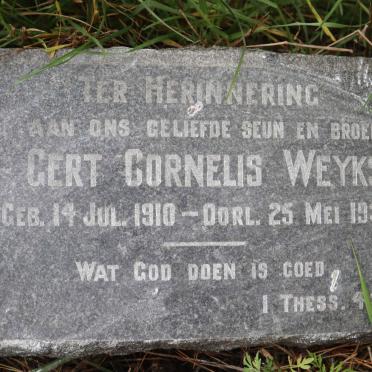 TER HERINNERING
AAN ONS GELIEFDE SEUN EN BROE
GERT CORNELIS WEYKS
GEB. 14 JUL. 1910 — OORL. 25 MEI 19
WAT GOD DOEN IS GOED
I THESS. 4